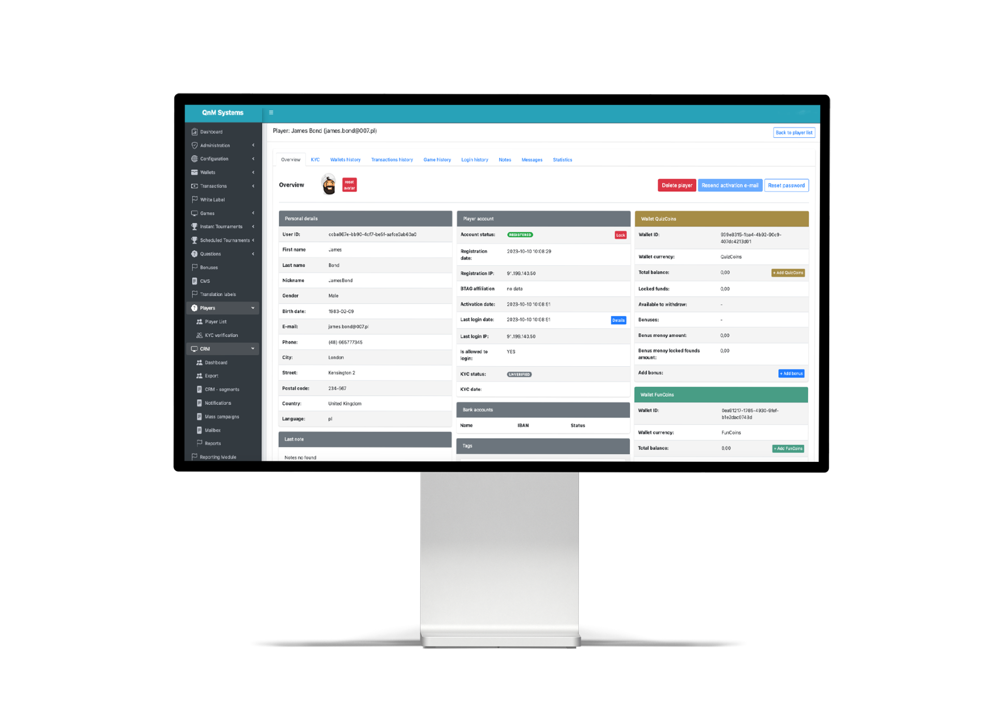 QnM Systems
Dashboard
Administration
Configuration
Wallets
Transactions
White Label
Games
Instant Tournaments
Scheduled Tournaments
Questions
Bonuses
CMS
Translation labels
Players
Player List
KYC verification
CRM
Dashboard
Export
CRM - segments
Notifications
Mass campaigns
Mailbox
Reports
Reporting Module
Player: James Bond (james.bond@007.pl)
Back to player list
Overview KYC Wallets history Transactions history Game history Login history Notes Messages Statistics
Overview
reset
avatar
Delete player
Resend activation e-mail
Reset password
Personal details
User ID: ccba867e-bb90-4cf7-be5f-aafce3ab60a0
First name James
Last name Bond
Nickname JamesBond
Gender Male
Birth date: 1983-02-09
E-mail: james.bond@007.pl
Phone: (48) 665777345
City: London
Street: Kensington 2
Postal code: 234-567
Country: United Kingdom
Language: pl
Last note
Notes no found
Player account
Account status: REGISTERED Lock
Registration
date: 2023-10-10 10:08:29
Registration IP: 91.199.140.50
BTAG affiliation no data
Activation date: 2023-10-10 10:08:51
Last login date: 2023-10-10 10:08:51 Details
Last login IP: 91.199.140.50
Is allowed to
login: YES
KYC status: UNVERIFIED
KYC date:
Bank accounts
Name IBAN Status
Tags
Wallet QuizCoins
Wallet ID: 939e8315-1ba4-4b92-90c9-
407dc4213d01
Wallet currency: QuizCoins
Total balance: 0,00 + Add QuizCoins
Locked funds: 0,00
Available to withdraw: -
Bonuses: -
Bonus money amount: 0,00
Bonus money locked founds
amount: 0,00
Add bonus: + Add bonus
Wallet FunCoins
Wallet ID: 0ea91217-1785-4930-9fef-
b1e2dac0743d
Wallet currency: FunCoins
Total balance: 0,00 + Add FunCoins